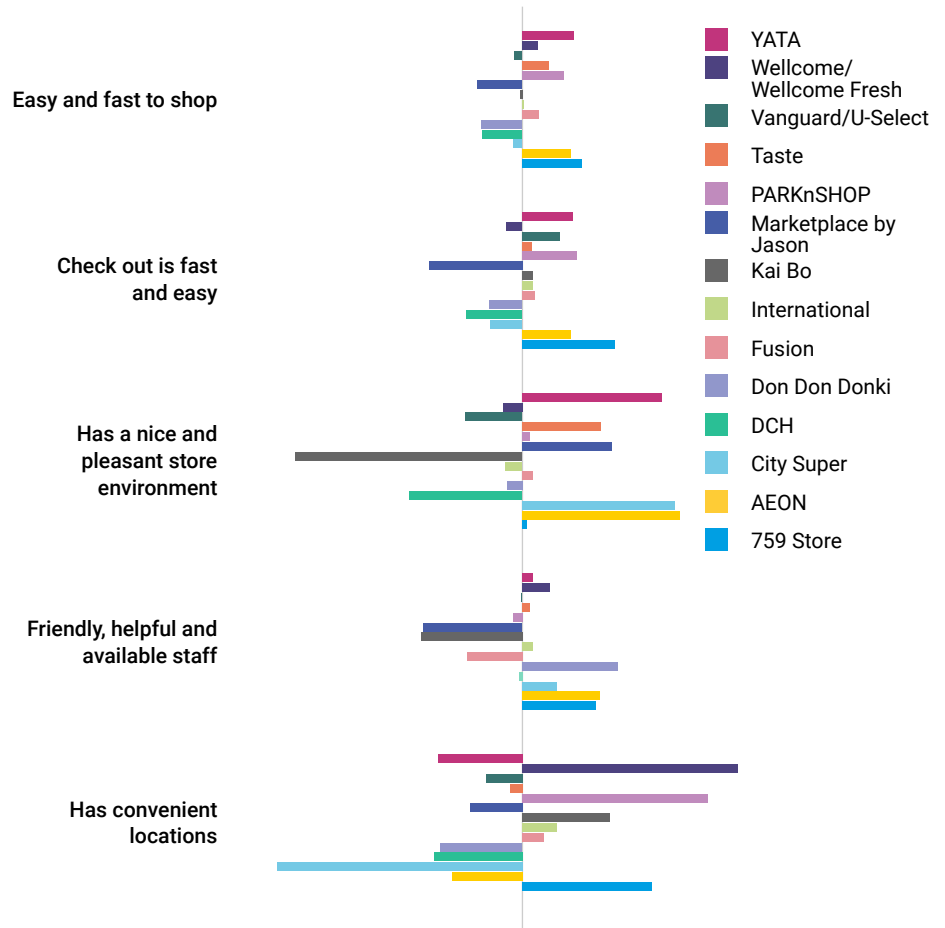 Easy and fast to shop
Check out is fast
and easy
Has a nice and
pleasant store
environment
Friendly, helpful and
available staff
Has convenient
locations
YATA
Wellcome/
Wellcome Fresh
Vanguard/U-Select
Taste
PARKnSHOP
Marketplace by
Jason
Kai Bo
International
Fusion
Don Don Donki
DCH
City Super
AEON
759 Store